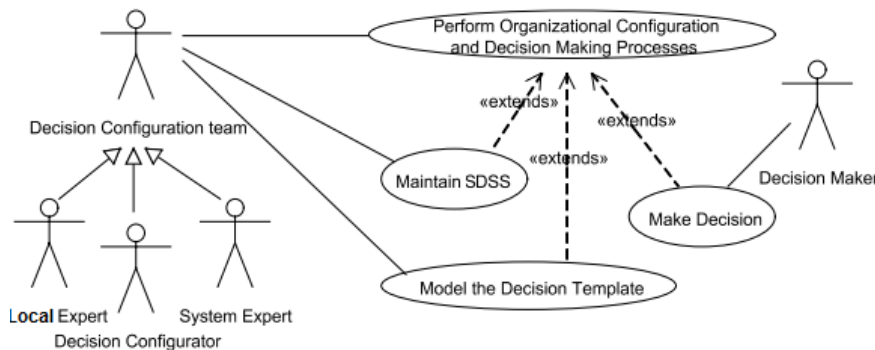 Perform Organizational Configuration
and Decision Making Processes
«extends»
«extends»
«extends»
Decision Configuration team
Maintain SDSS
Decision Maker
Make Decision
Model the Decision Template
Local Expert
System Expert
Decision Configurator